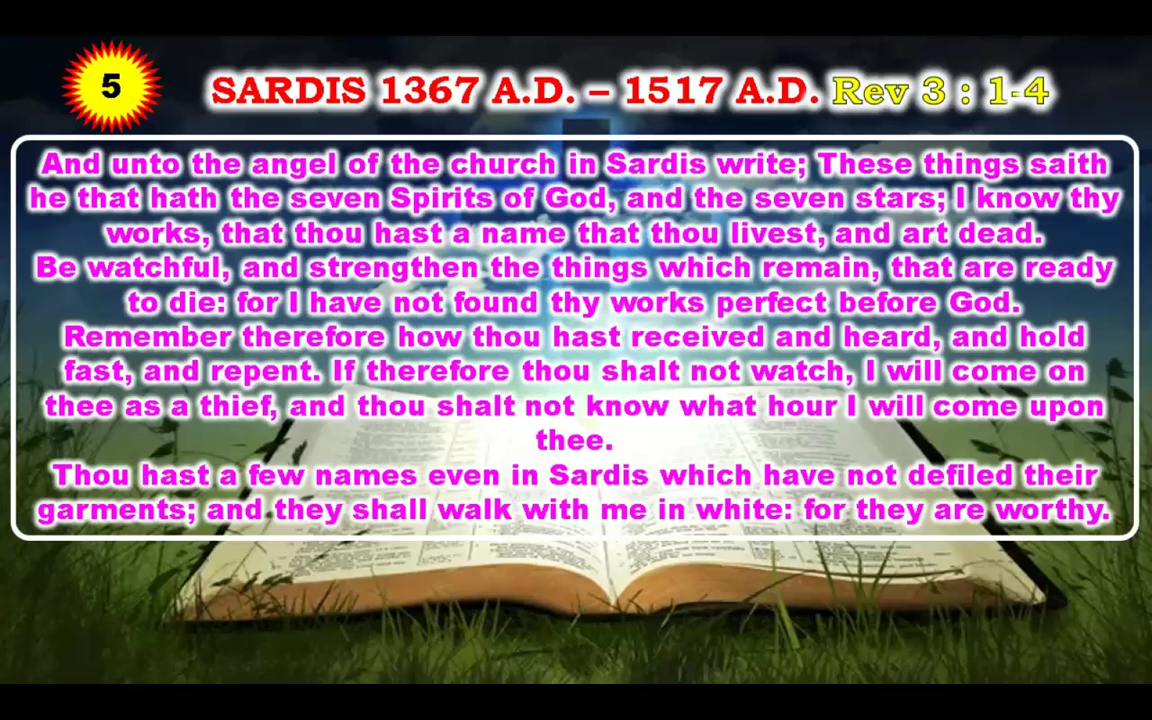 5
SARDIS 1367 A.D. – 1517 A.D. Rev 3 : 1-4
And unto the angel of the church in Sardis write; These things saith
he that hath the seven Spirits of God, and the seven stars; I know thy
works, that thou hast a name that thou livest, and art dead.
Be watchful, and strengthen the things which remain, that are ready
to die: for I have not found thy works perfect before God.
Remember therefore how thou hast received and heard, and hold
fast, and repent. If therefore thou shalt not watch, I will come on
thee as a thief, and thou shalt not know what hour I will come upon
thee.
Thou hast a few names even in Sardis which have not defiled their
garments; and they shall walk with me in white: for they are worthy.